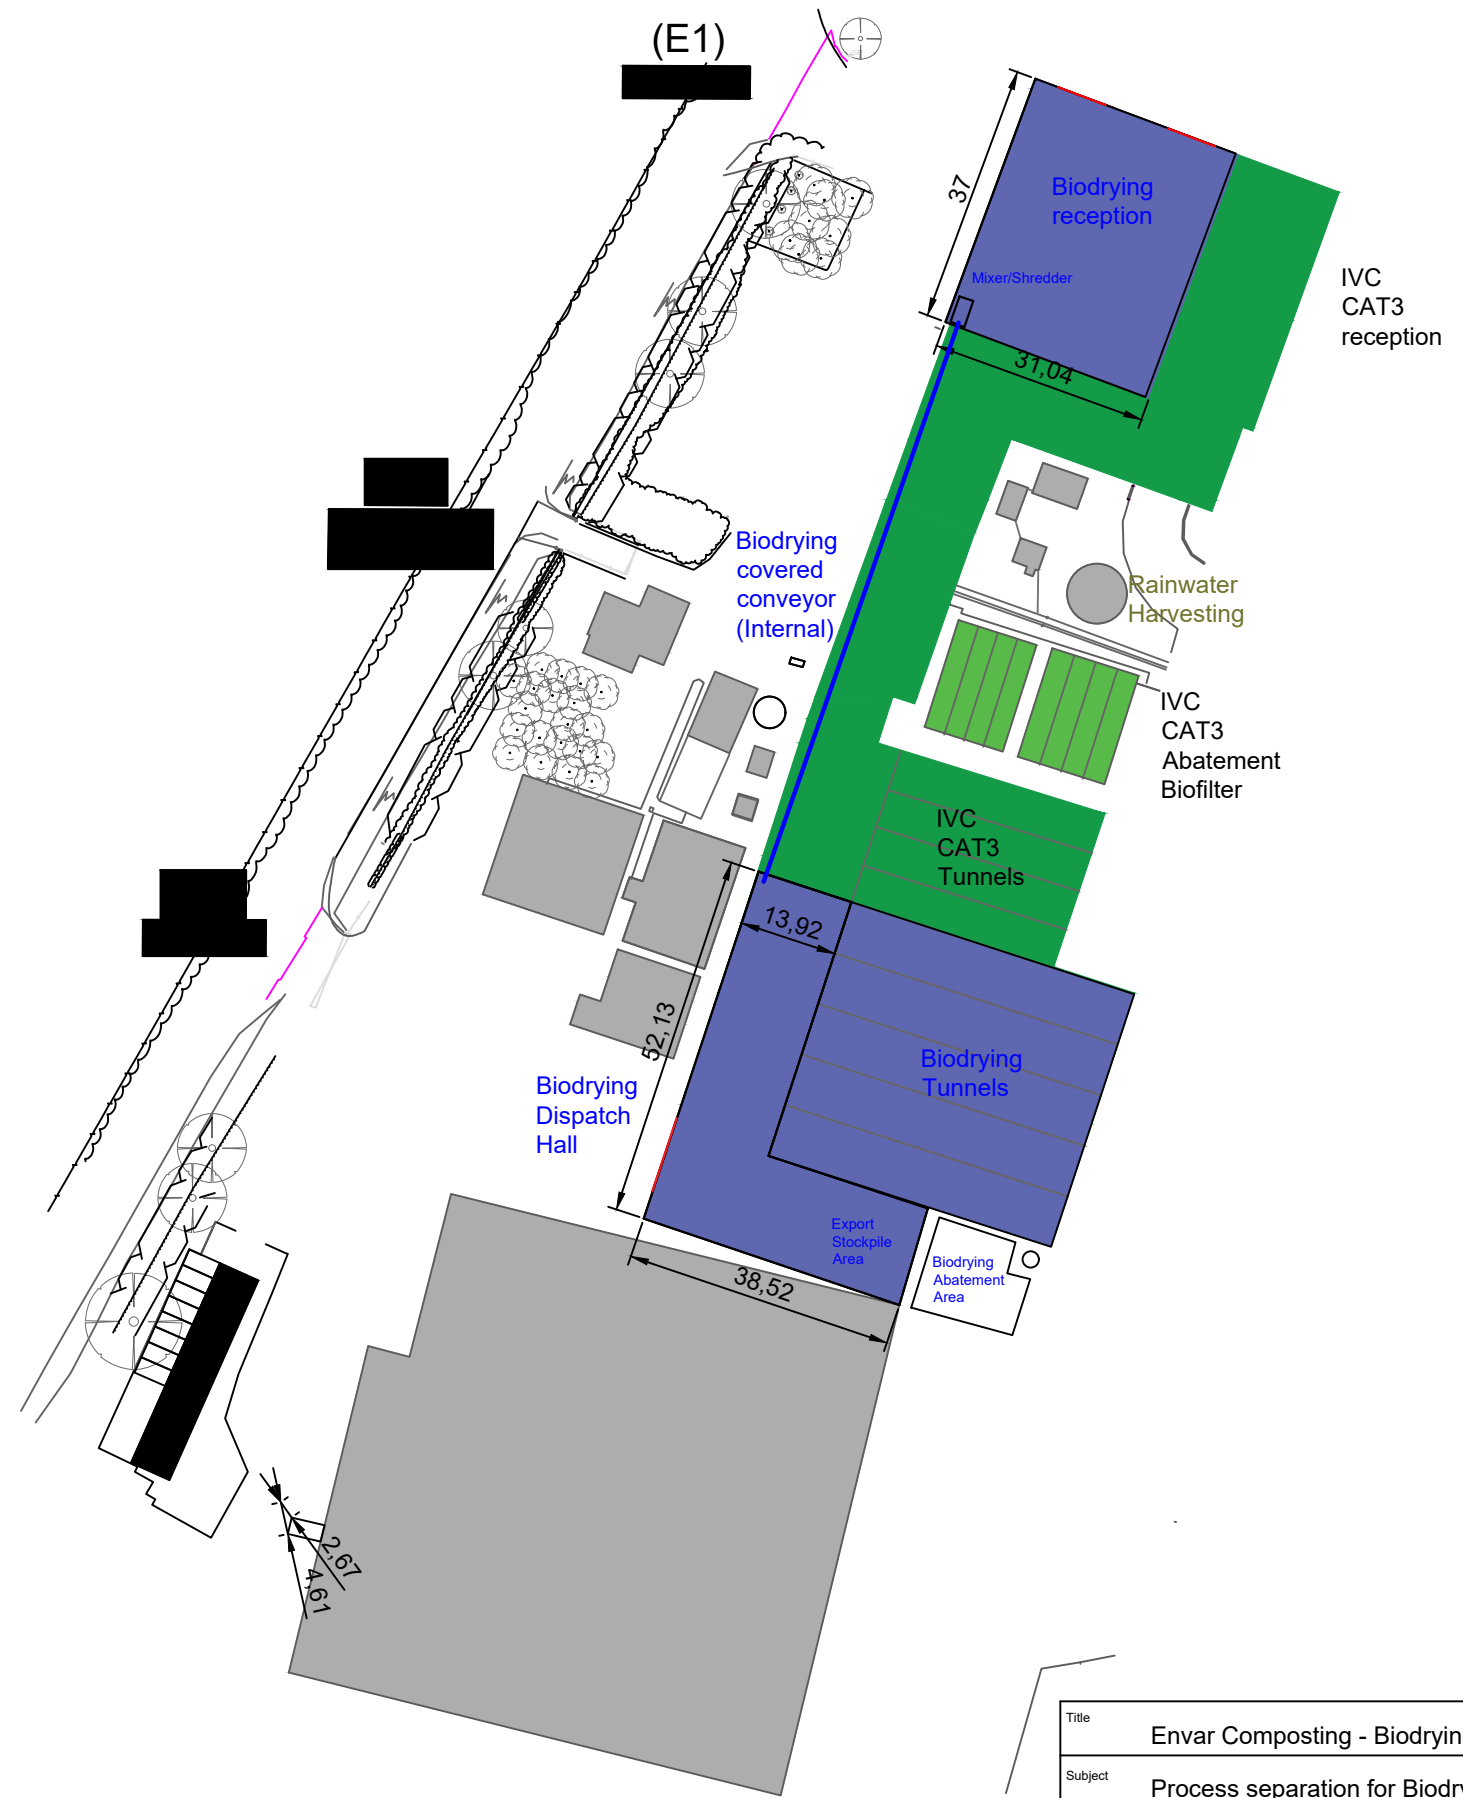 (E1)
37
Biodrying
reception
Mixer/Shredder
31,04
IVC
CAT3
reception
Biodrying
covered
conveyor
(Internal)
Rainwater
Harvesting
IVC
CAT3
Abatement
Biofilter
IVC
CAT3
Tunnels
13,92
52,13
Biodrying
Tunnels
Biodrying
Dispatch
Hall
Export
Stockpile
Area
Biodrying
Abatement
Area
38,52
2,67
4,61
Title
Envar Composting - Biodryin
Subject
Process separation for Biodry